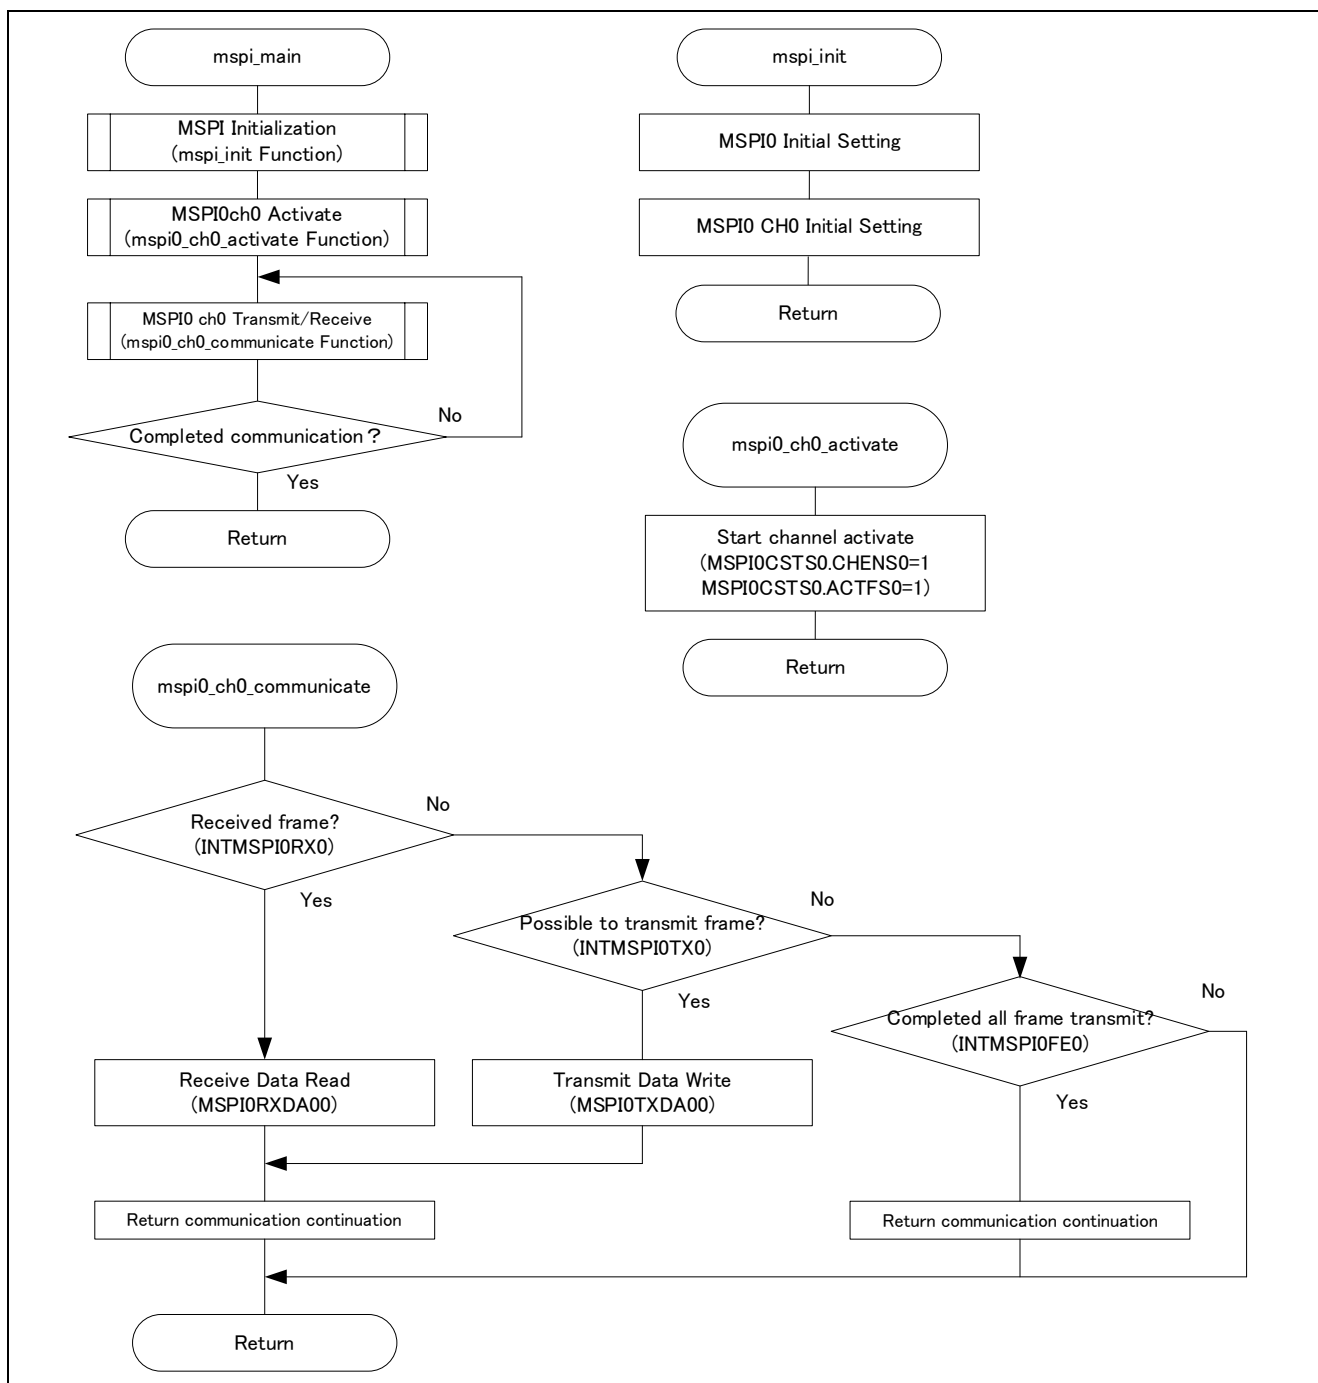 mspi_main
MSPI Initialization
(mspi_init Function)
MSPI0ch0 Activate
(mspi0_ch0_activate Function)
MSPI0 ch0 Transmit/Receive
(mspi0_ch0_communicate Function)
Completed communication？
No
Yes
Return
mspi_init
MSPI0 Initial Setting
MSPI0 CH0 Initial Setting
Return
mspi0_ch0_activate
Start channel activate
(MSPI0CSTS0.CHENS0=1
MSPI0CSTS0.ACTFS0=1)
Return
mspi0_ch0_communicate
Received frame?
(INTMSPI0RX0)
No
Yes
Possible to transmit frame?
(INTMSPI0TX0)
No
Yes
Completed all frame transmit?
(INTMSPI0FE0)
No
Yes
Receive Data Read
(MSPI0RXDA00)
Transmit Data Write
(MSPI0TXDA00)
Return communication continuation
Return communication continuation
Return